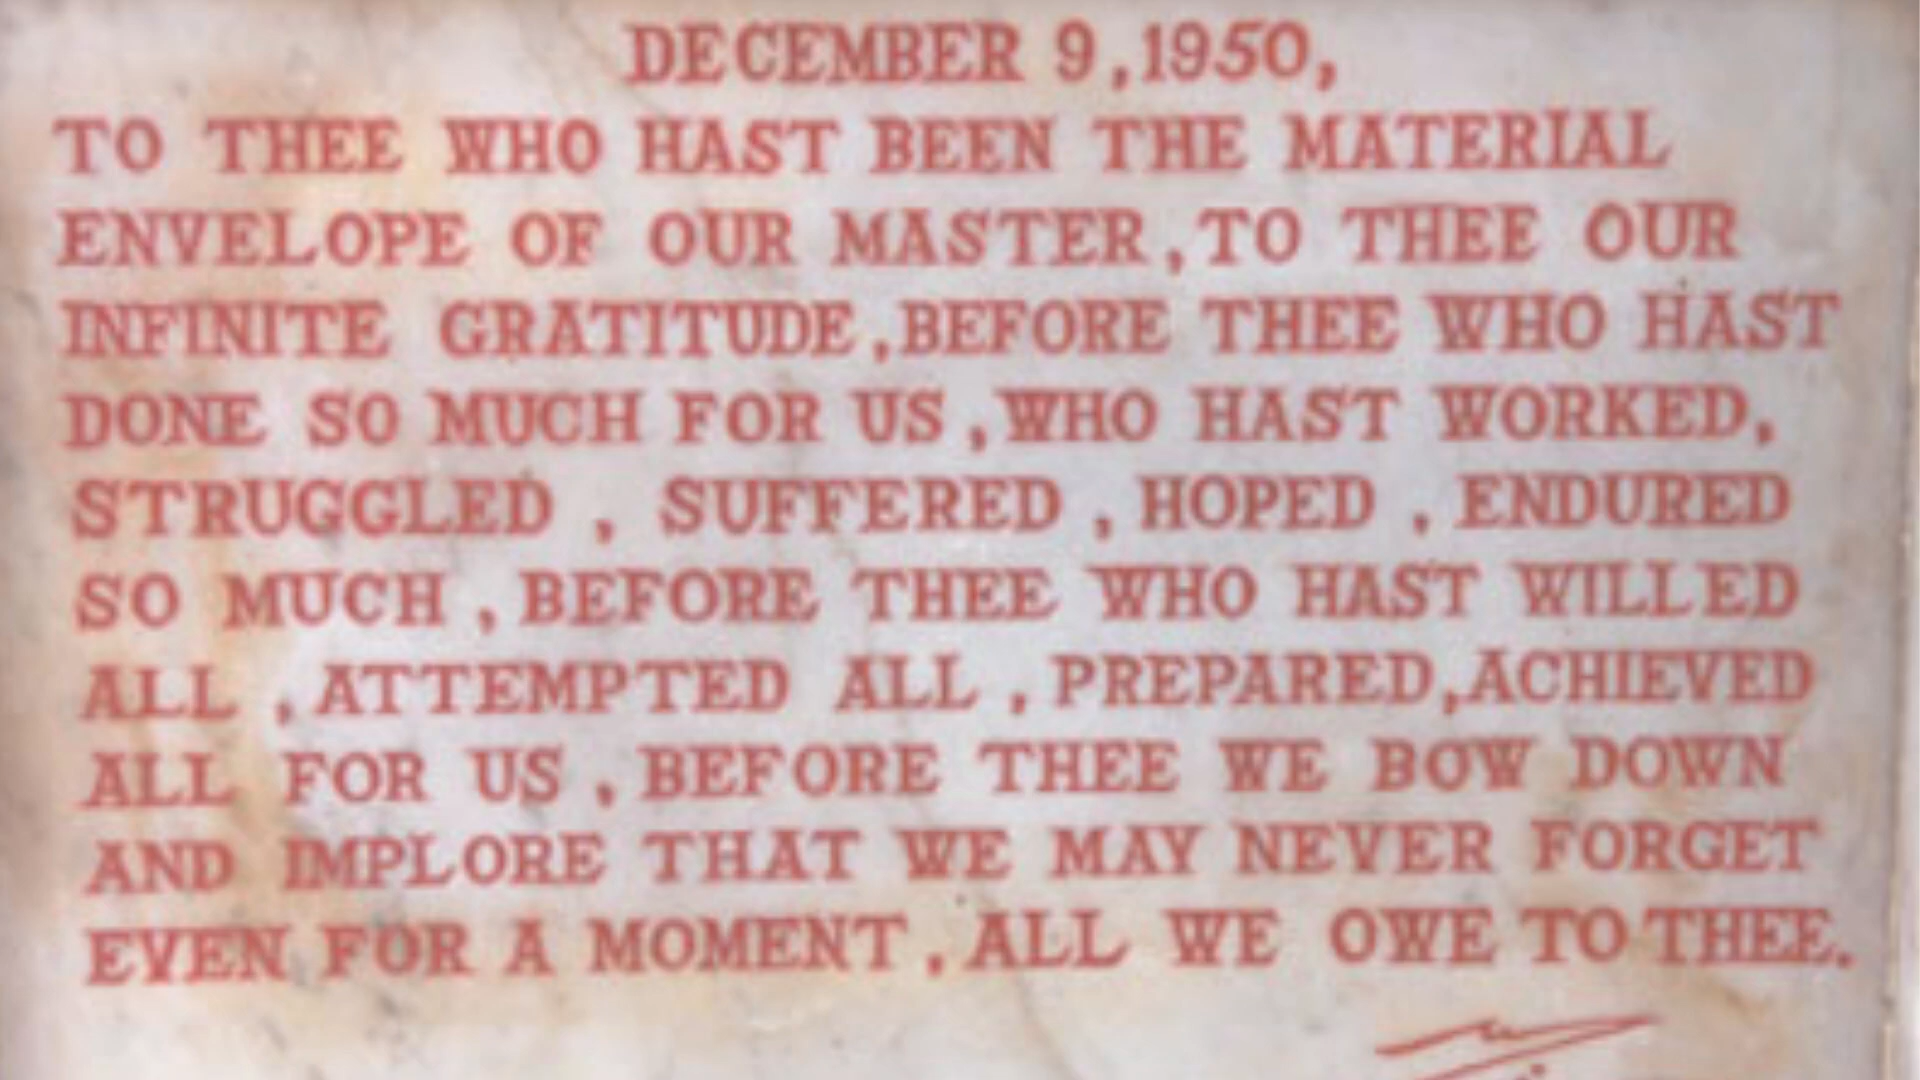 DECEMBER 9,1950,
TO THEE WHO HAST BEEN THE MATERIAL
ENVELOPE OF OUR MASTER,TO THEE OUR
INFINITE GRATITUDE,BEFORE THEE WHO HAST
DONE SO MUCH FOR US,WHO HAST WORKED,
STRUGGLED, SUFFERED,HOPED, ENDURED
SO MUCH,BEFORE THEE WHO HAST WILLED
ALL,ATTEMPTED ALL,PREPARED,ACHIEVED
ALL FOR US,BEFORE THEE WE BOW DOWN
AND IMPLORE THAT WE MAY NEVER FORGET
EVEN FOR A MOMENT,ALL WE OWE TO THEE.